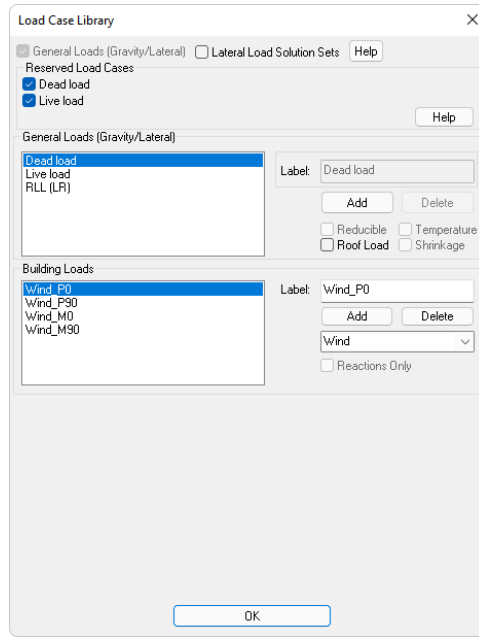 Load Case Library
General Loads (Gravity/Lateral) Lateral Load Solution Sets Help
Reserved Load Cases
Dead load
Live load
Help
General Loads (Gravity/Lateral)
Dead load
Live load
RLL (LR)
Label: Dead load
Add Delete
Reducible Temperature
Roof Load Shrinkage
Building Loads
Wind_P0
Wind_P90
Wind_M0
Wind_M90
Label: Wind_P0
Add Delete
Wind
Reactions Only
OK